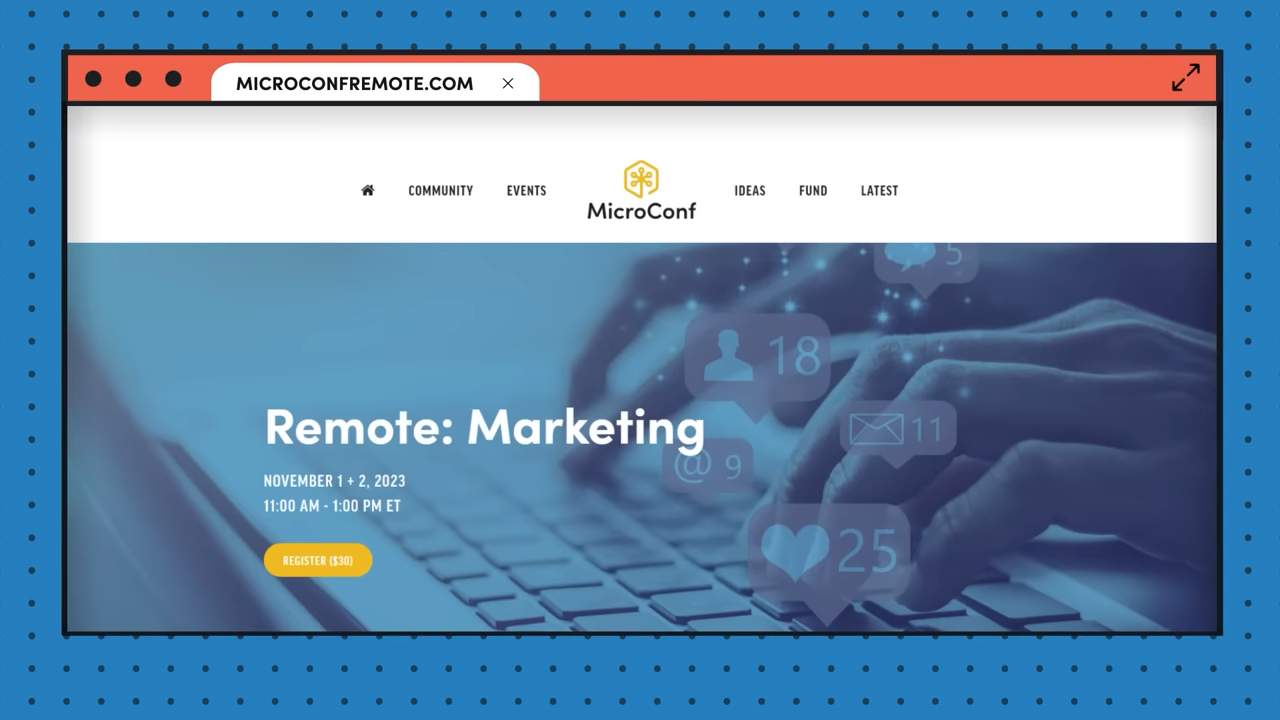 MICROCONFREMOTE.COM ×
COMMUNITY EVENTS MicroConf IDEAS FUND LATEST
5
18
Remote: Marketing
11
@ 9
NOVEMBER 1 + 2, 2023
11:00 AM - 1:00 PM ET
25
REGISTER ($30)